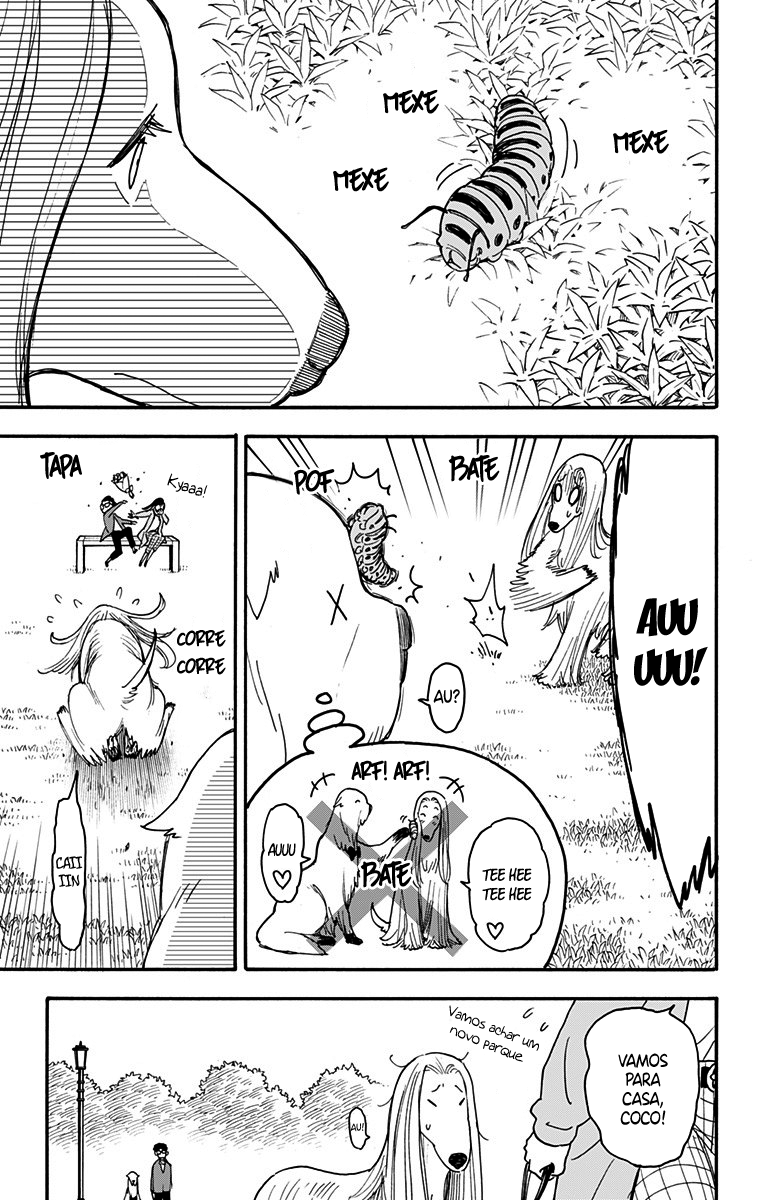 MEXE
MEXE
MEXE
AUU
UUU!
BATE
POF
AU?
ARF! ARF!
TEE HEE
TEE HEE
♡
BATE
AUUU
♡
TAPA
Kyaaa!
CORRE
CORRE
CAII
IIN
VAMOS
PARA
CASA,
COCO!
Vamos achar um
novo parque
AU!